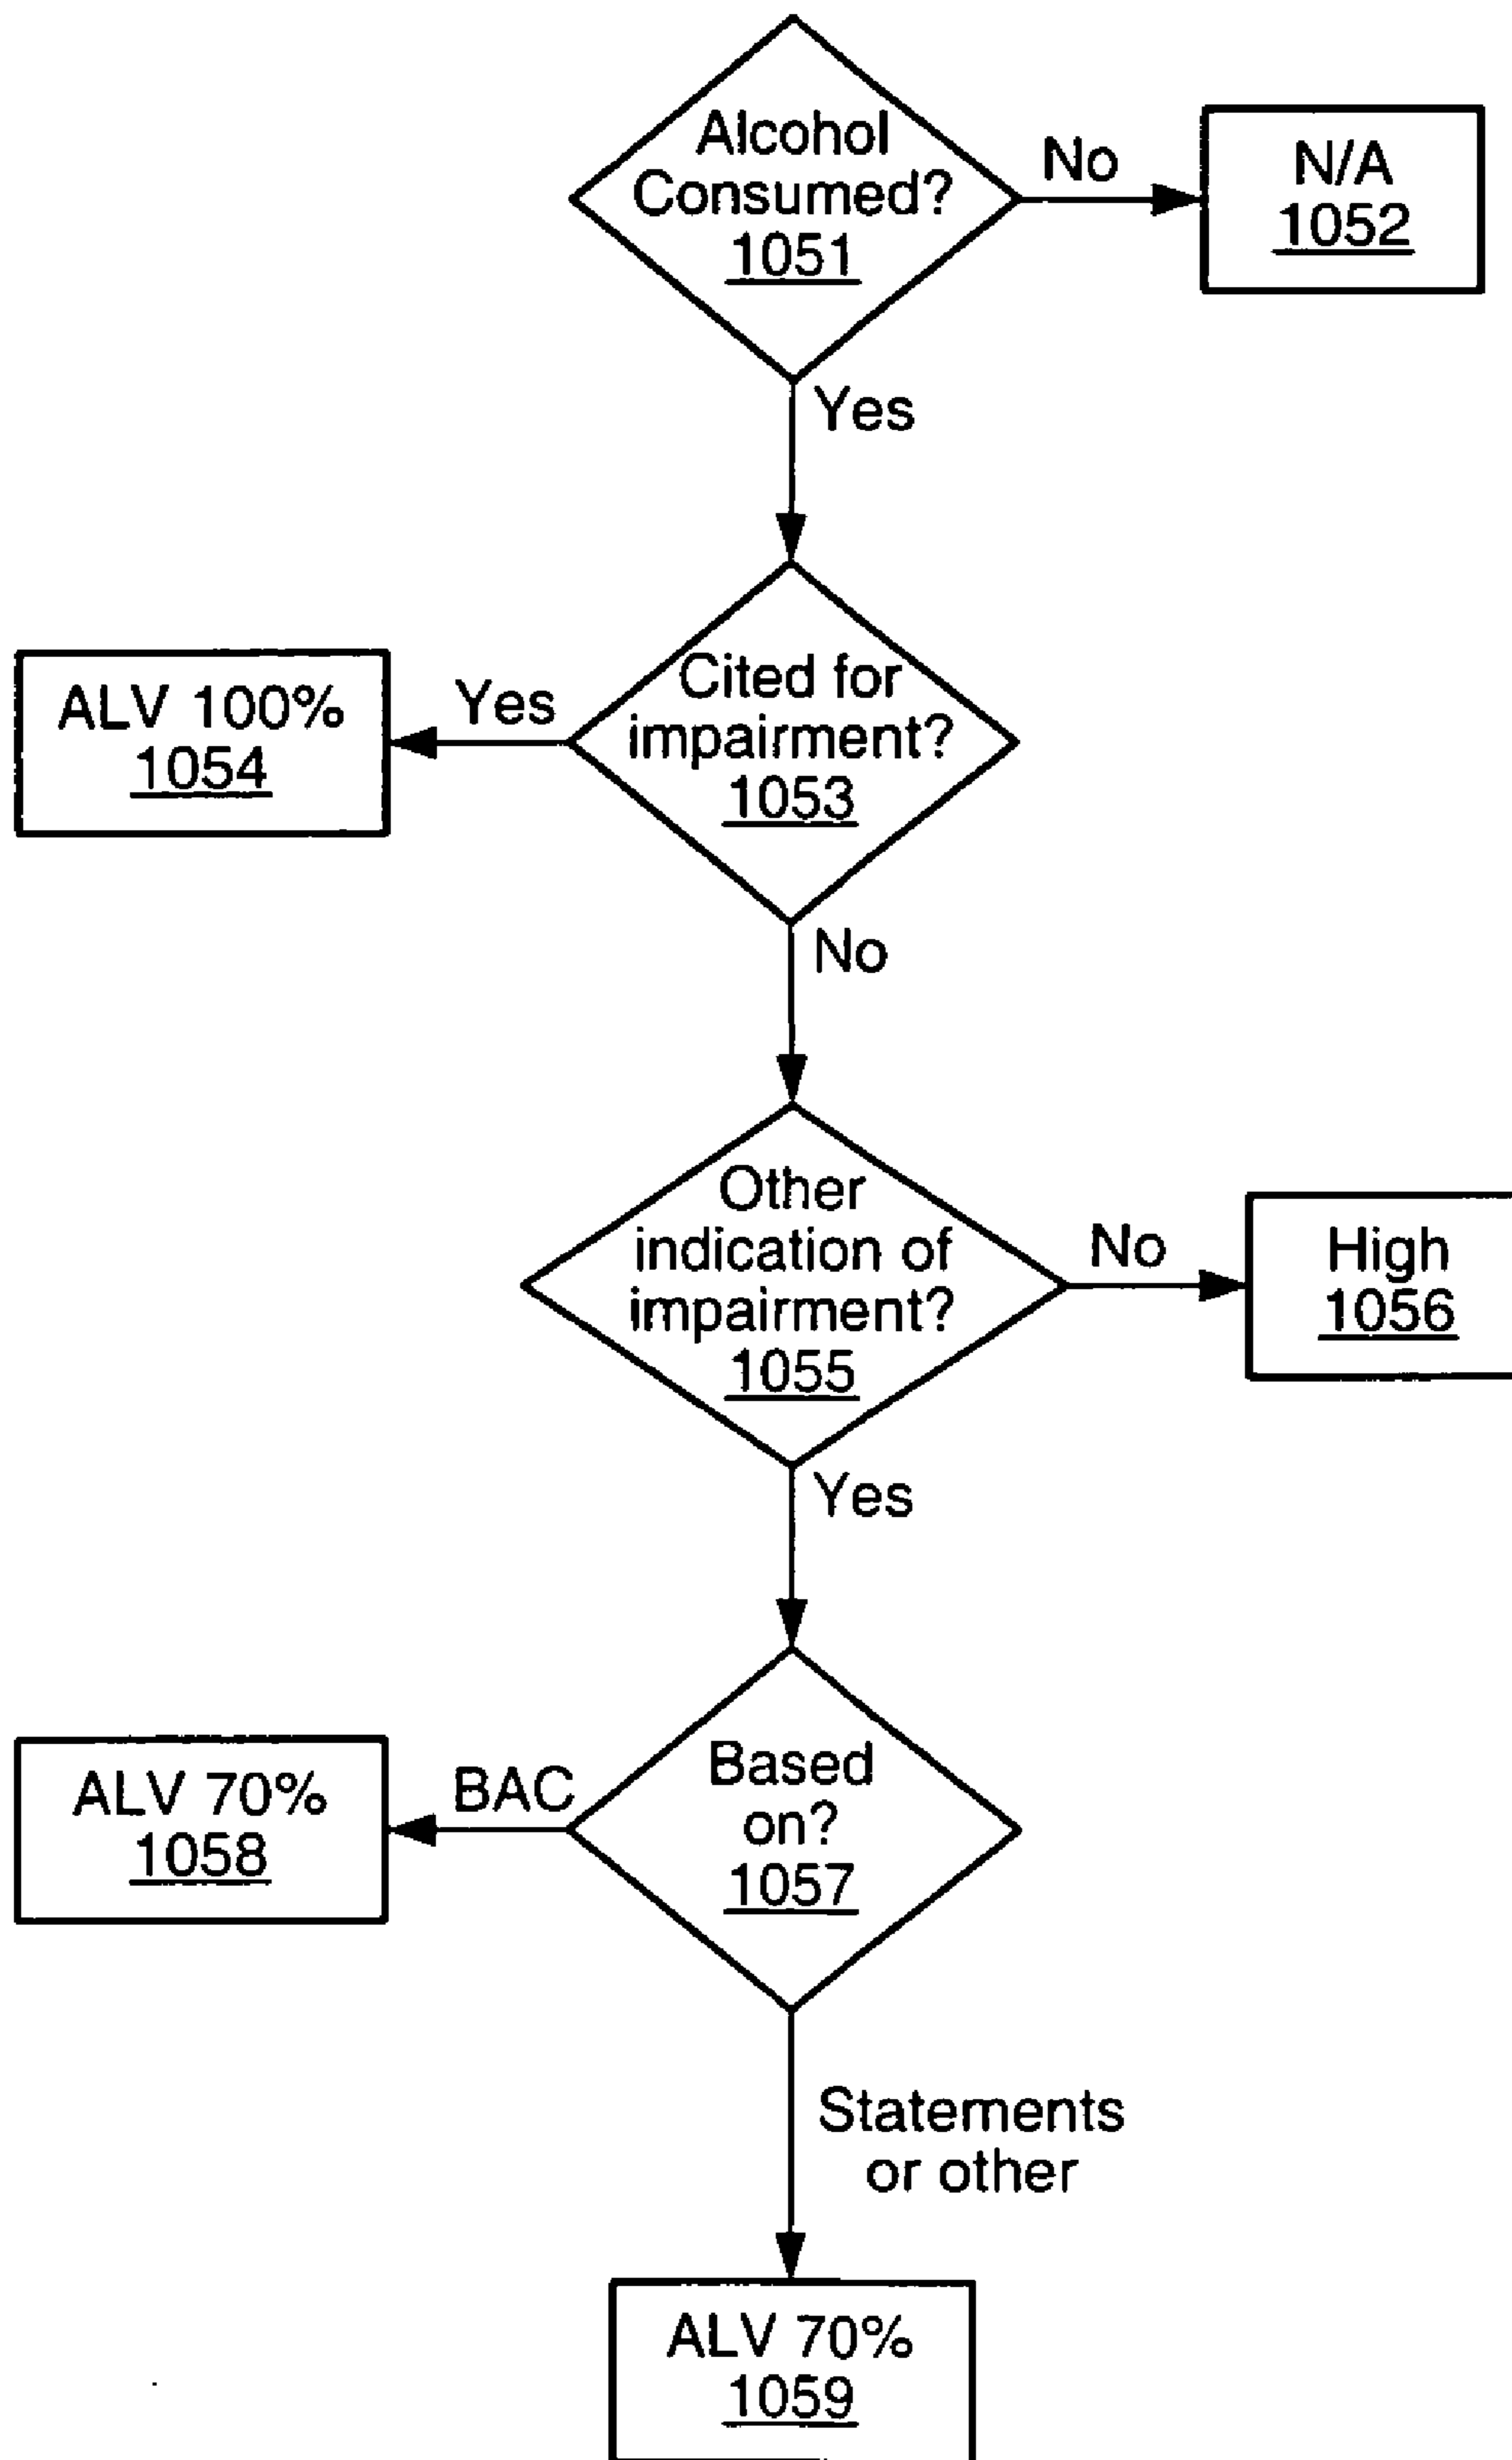 Alcohol
Consumed?
1051
No
N/A
1052
Yes
Cited for
impairment?
1053
Yes
ALV 100%
1054
No
Other
indication of
impairment?
1055
No
High
1056
Yes
Based
on?
1057
BAC
ALV 70%
1058
Statements
or other
ALV 70%
1059